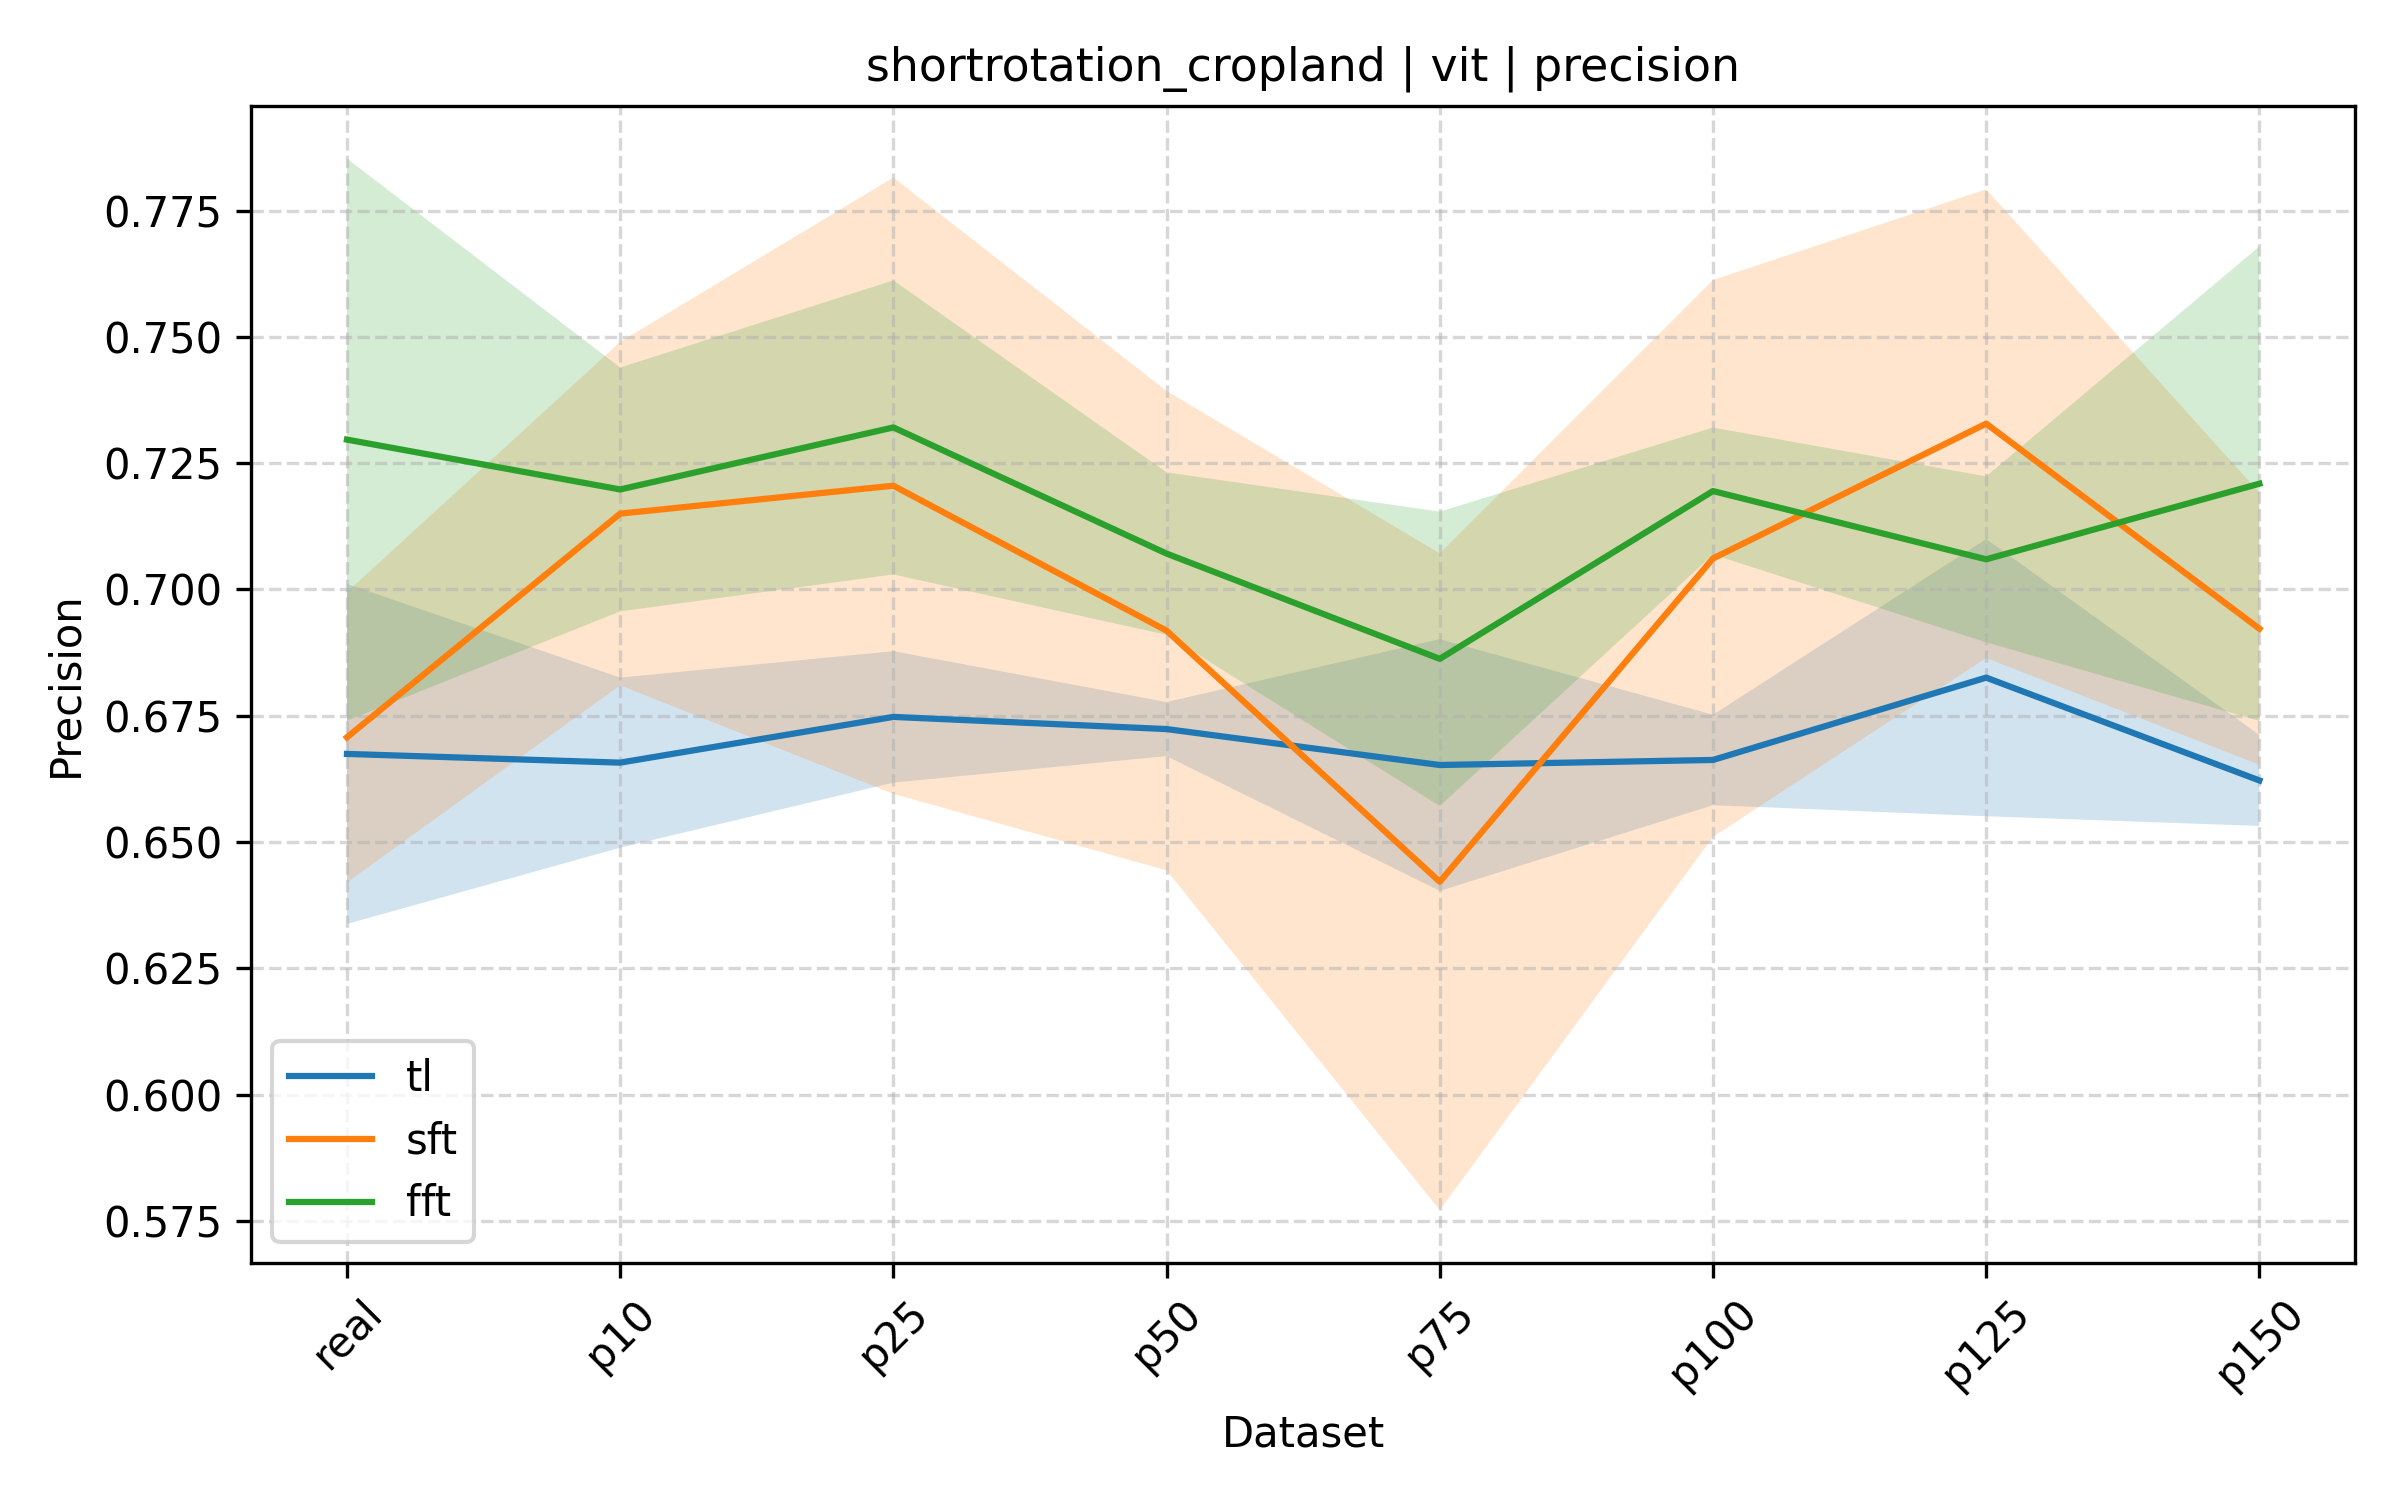 shortrotation_cropland | vit | precision
Precision
0.775
0.750
0.725
0.700
0.675
0.650
0.625
0.600
0.575
tl
sft
fft
real
p10
p25
p50
p75
p100
p125
p150
Dataset